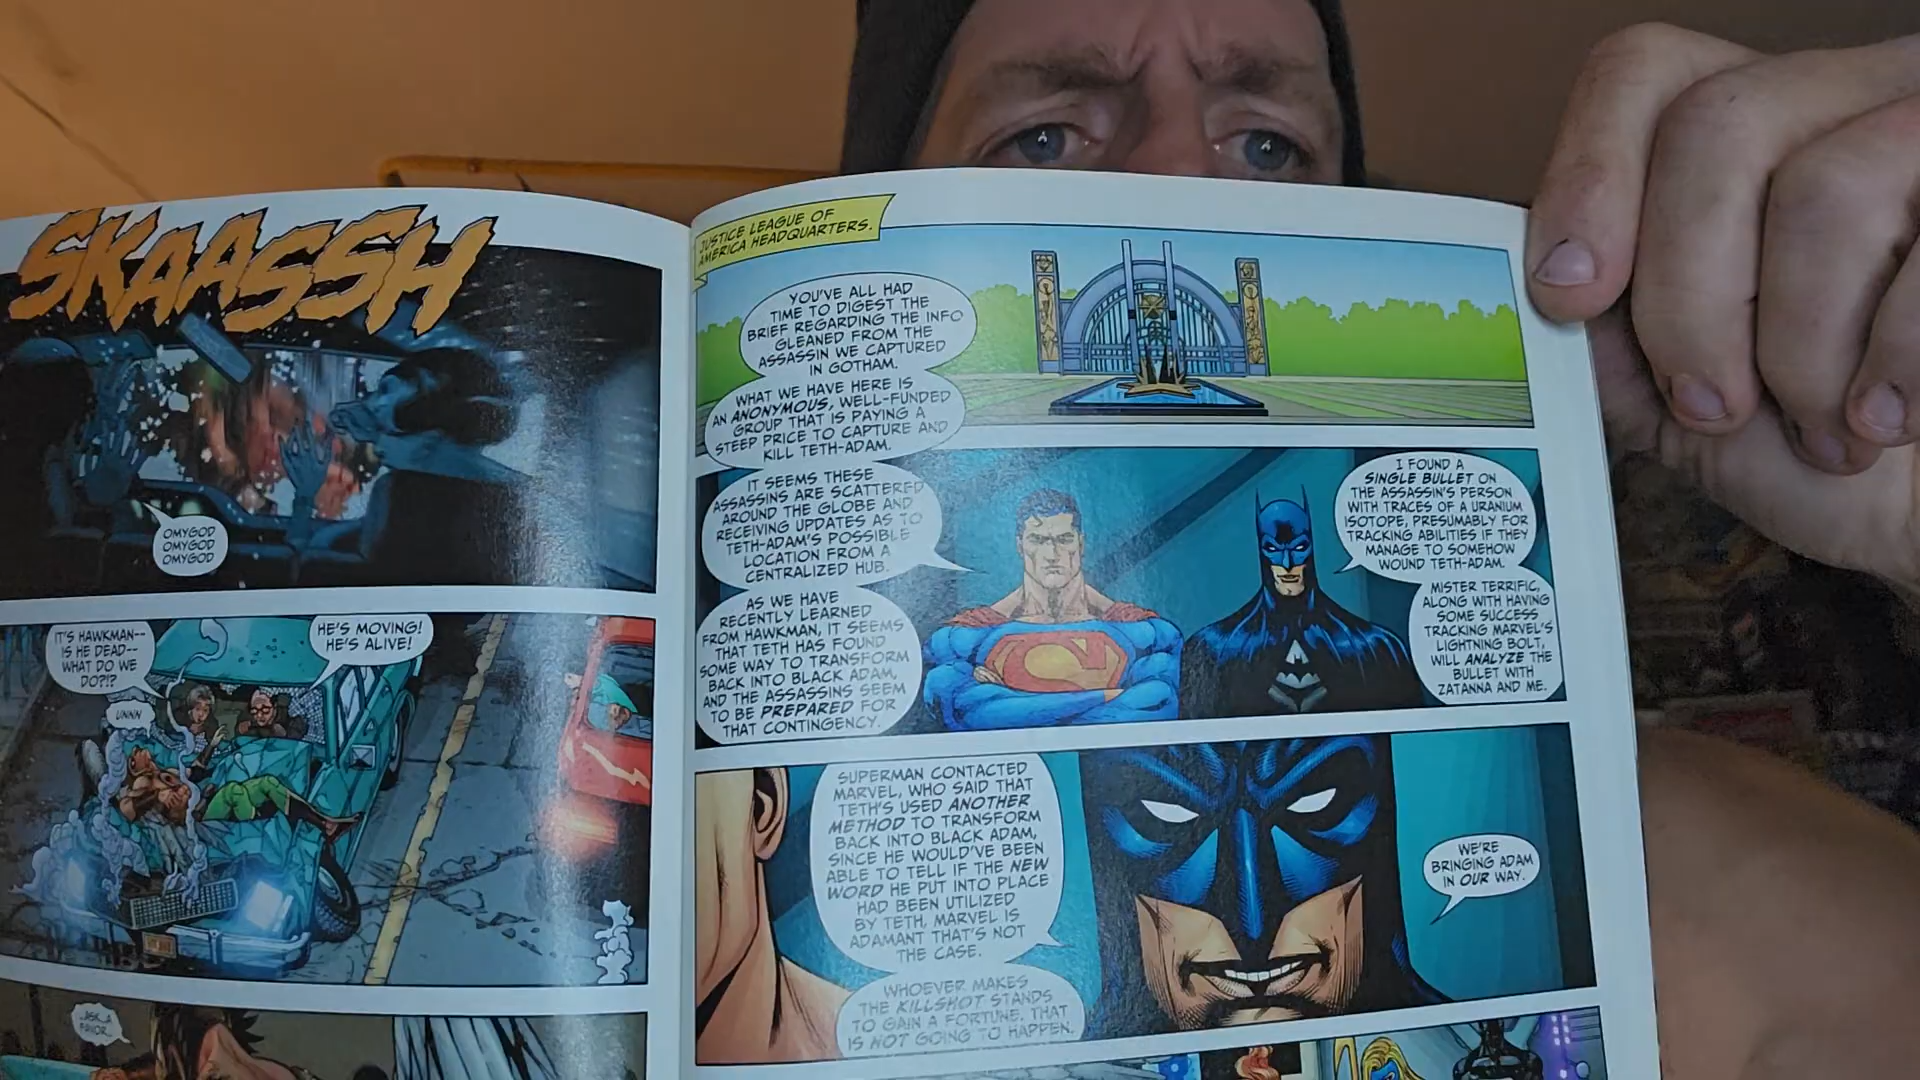 SKAASSH
OMYGOD
OMYGOD
OMYGOD
IT'S HAWKMAN--
IS HE DEAD--
WHAT DO WE
DO?!?
HE'S MOVING!
HE'S ALIVE!
UNNN
..ASK A
FAVOR..
JUSTICE LEAGUE OF
AMERICA HEADQUARTERS.
YOU'VE ALL HAD
TIME TO DIGEST THE
BRIEF REGARDING THE INFO
GLEANED FROM THE
ASSASSIN WE CAPTURED
IN GOTHAM.
WHAT WE HAVE HERE IS
AN ANONYMOUS, WELL-FUNDED
GROUP THAT IS PAYING A
STEEP PRICE TO CAPTURE AND
KILL TETH-ADAM.
IT SEEMS THESE
ASSASSINS ARE SCATTERED
AROUND THE GLOBE AND
RECEIVING UPDATES AS TO
TETH-ADAM'S POSSIBLE
LOCATION FROM A
CENTRALIZED HUB.
AS WE HAVE
RECENTLY LEARNED
FROM HAWKMAN, IT SEEMS
THAT TETH HAS FOUND
SOME WAY TO TRANSFORM
BACK INTO BLACK ADAM,
AND THE ASSASSINS SEEM
TO BE PREPARED FOR
THAT CONTINGENCY.
I FOUND A
SINGLE BULLET ON
THE ASSASSIN'S PERSON
WITH TRACES OF A URANIUM
ISOTOPE, PRESUMABLY FOR
TRACKING ABILITIES IF THEY
MANAGE TO SOMEHOW
WOUND TETH-ADAM.
MISTER TERRIFIC,
ALONG WITH HAVING
SOME SUCCESS
TRACKING MARVEL'S
LIGHTNING BOLT,
WILL ANALYZE THE
BULLET WITH
ZATANNA AND ME.
SUPERMAN CONTACTED
MARVEL, WHO SAID THAT
TETH'S USED ANOTHER
METHOD TO TRANSFORM
BACK INTO BLACK ADAM,
SINCE HE WOULD'VE BEEN
ABLE TO TELL IF THE NEW
WORD HE PUT INTO PLACE
HAD BEEN UTILIZED
BY TETH, MARVEL IS
ADAMANT THAT'S NOT
THE CASE.
WHOEVER MAKES
THE KILLSHOT STANDS
TO GAIN A FORTUNE. THAT
IS NOT GOING TO HAPPEN.
WE'RE
BRINGING ADAM
IN OUR WAY.